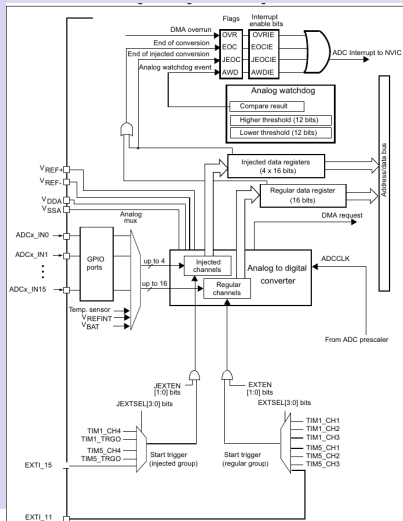 Flags
Interrupt
enable bits
DMA overrun
OVR
OVRIE
End of conversion
EOC
EOCIE
End of injected conversion
JEOC
JEOCIE
ADC Interrupt to NVIC
Analog watchdog event
AWD
AWDIE
Analog watchdog
Compare result
Higher threshold (12 bits)
Lower threshold (12 bits)
Address/data bus
Injected data registers
(4 x 16 bits)
Regular data register
(16 bits)
VREF+
VREF-
VDDA
VSSA
Analog
mux
DMA request
ADCx_IN0
ADCx_IN1
ADCx_IN15
GPIO
ports
up to 4
Injected
channels
up to 16
Regular
channels
Analog to digital
converter
ADCCLK
Temp. sensor
VREFINT
VBAT
From ADC prescaler
JEXTEN
[1:0] bits
EXTEN
[1:0] bits
JEXTSEL[3:0] bits
EXTSEL[3:0] bits
TIM1_CH4
TIM1_TRGO
TIM5_CH4
TIM5_TRGO
Start trigger
(injected group)
Start trigger
(regular group)
TIM1_CH1
TIM1_CH2
TIM1_CH3
TIM5_CH1
TIM5_CH2
TIM5_CH3
EXTI_15
EXTI_11